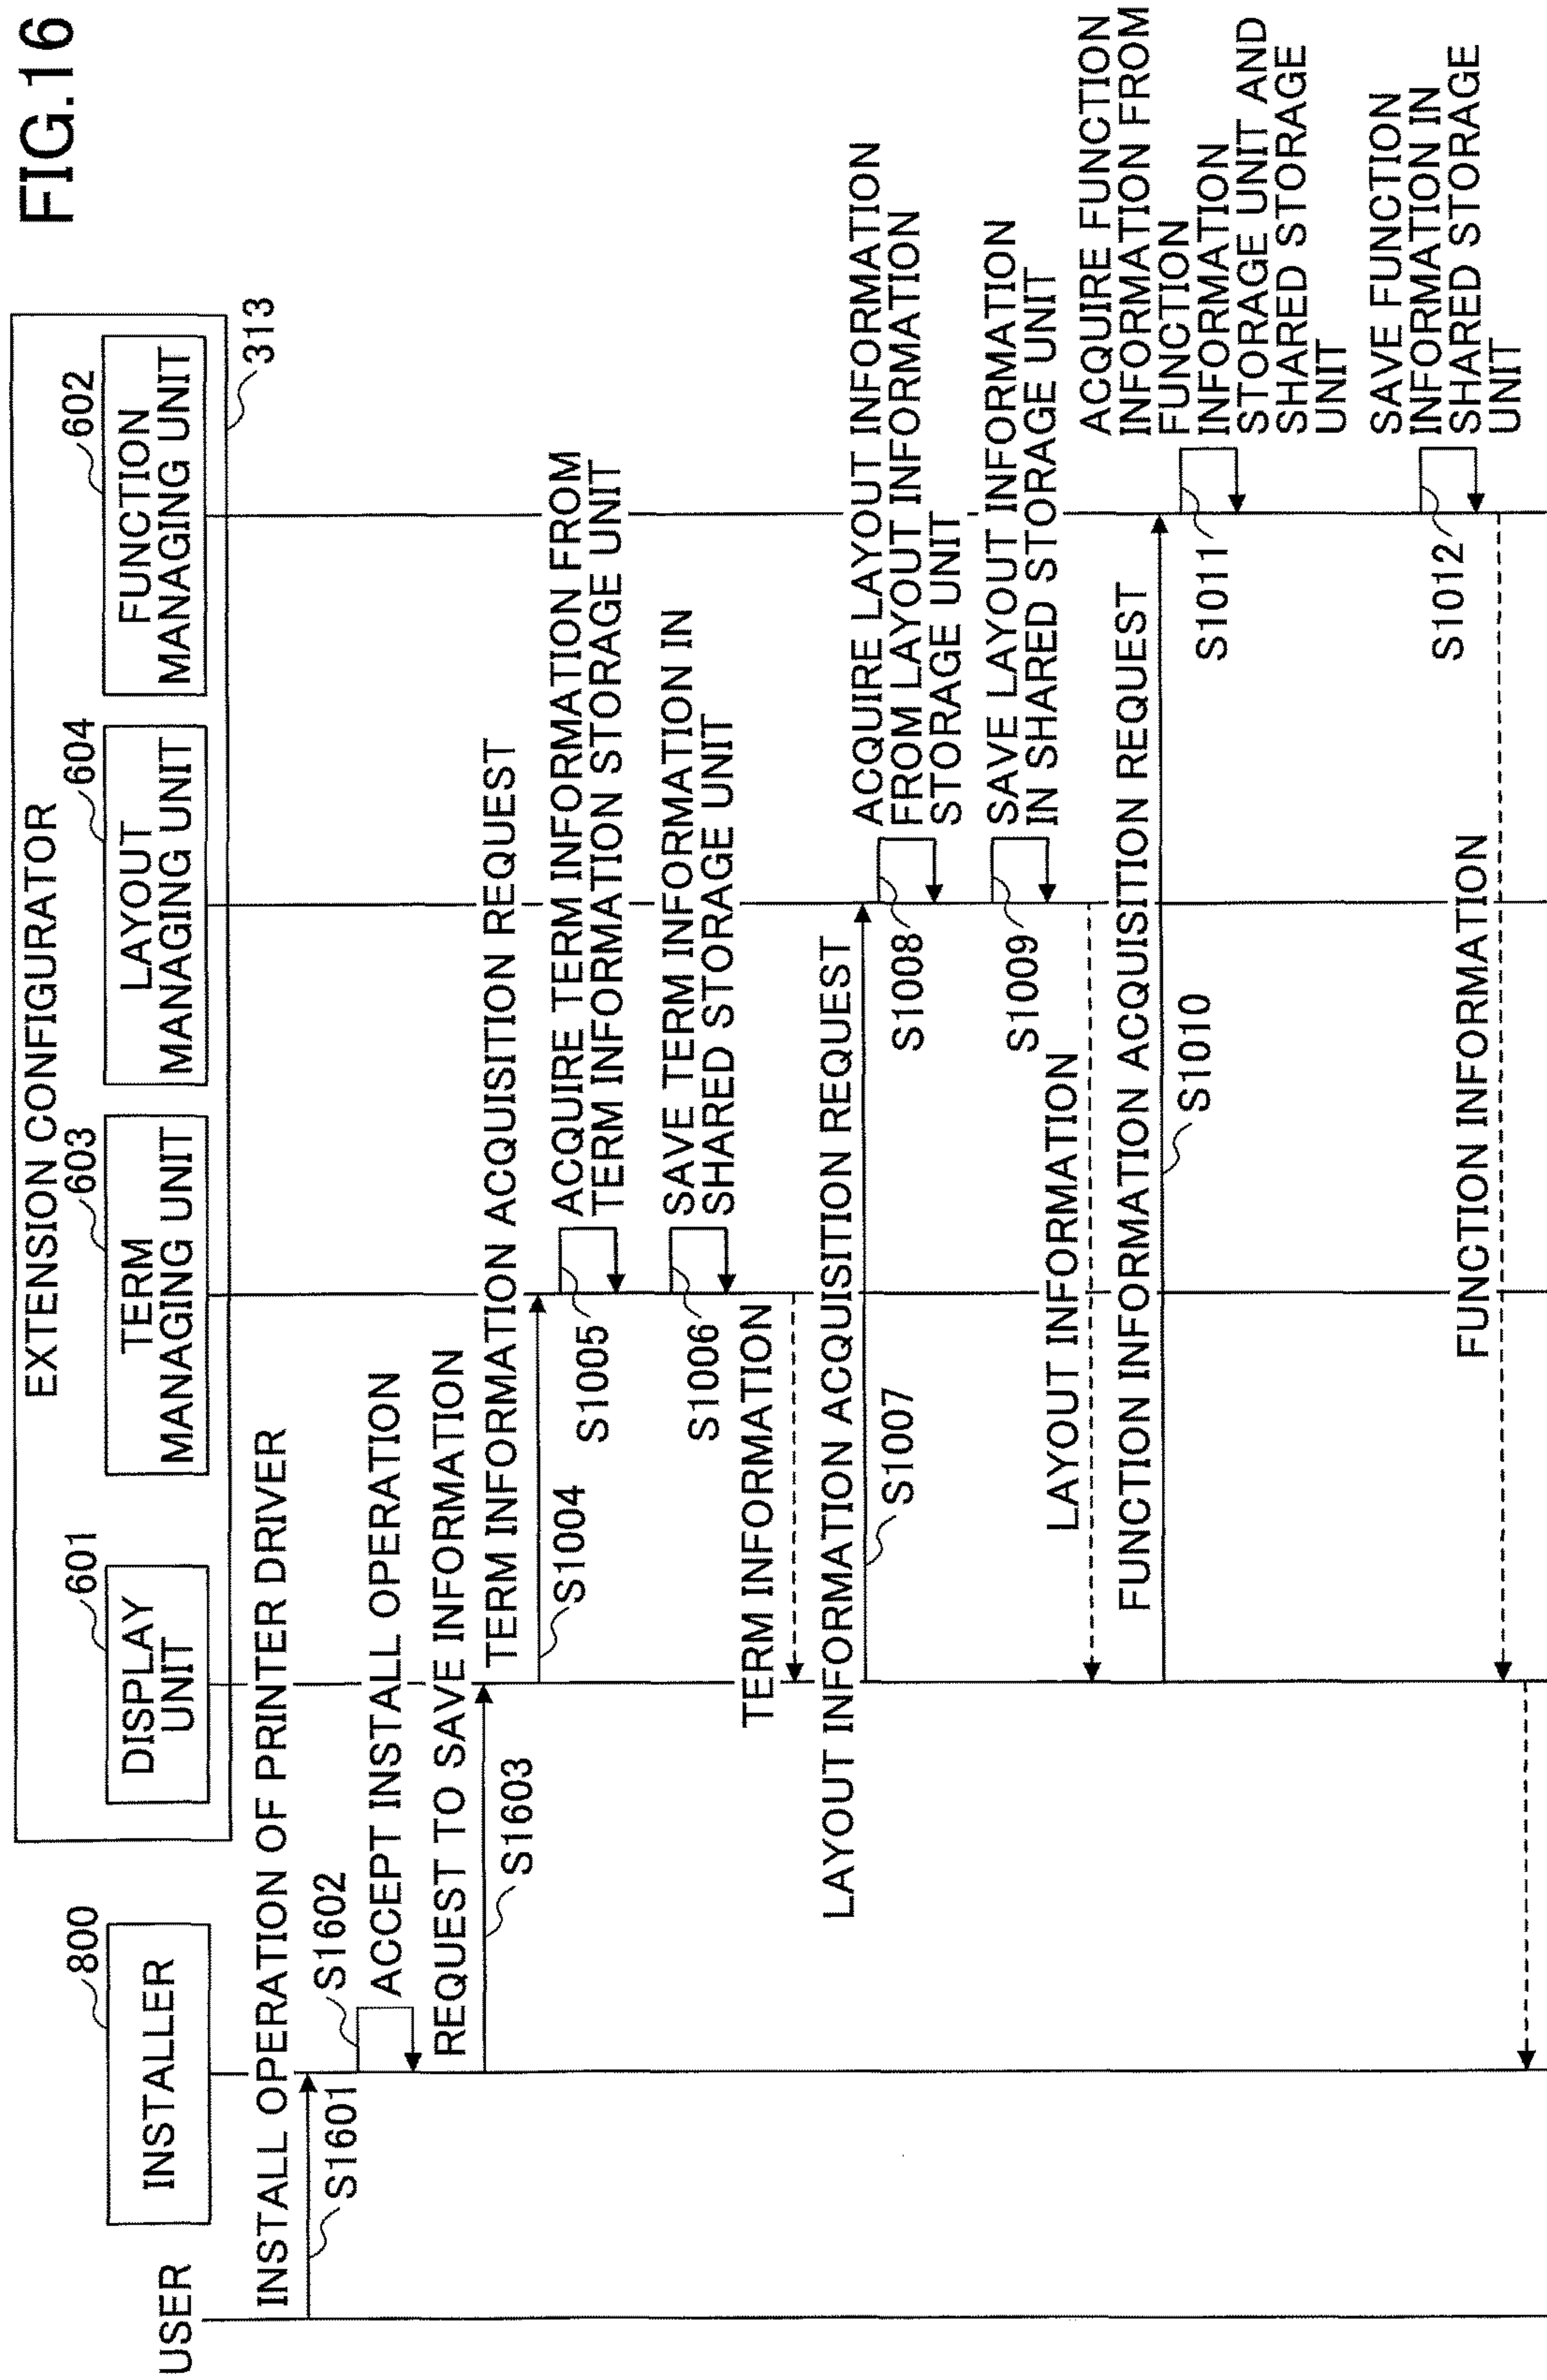 FIG.16
EXTENSION CONFIGURATOR
USER
800
INSTALLER
601
DISPLAY
UNIT
603
TERM
MANAGING UNIT
604
LAYOUT
MANAGING UNIT
602
FUNCTION
MANAGING UNIT
313
INSTALL OPERATION OF PRINTER DRIVER
S1601
S1602
ACCEPT INSTALL OPERATION
REQUEST TO SAVE INFORMATION
S1603
TERM INFORMATION ACQUISITION REQUEST
S1004
ACQUIRE TERM INFORMATION FROM
TERM INFORMATION STORAGE UNIT
S1005
SAVE TERM INFORMATION IN
SHARED STORAGE UNIT
S1006
TERM INFORMATION
LAYOUT INFORMATION ACQUISITION REQUEST
S1007
ACQUIRE LAYOUT INFORMATION
FROM LAYOUT INFORMATION
STORAGE UNIT
S1008
SAVE LAYOUT INFORMATION
IN SHARED STORAGE UNIT
S1009
LAYOUT INFORMATION
FUNCTION INFORMATION ACQUISITION REQUEST
S1010
ACQUIRE FUNCTION
INFORMATION FROM
FUNCTION
INFORMATION
STORAGE UNIT AND
SHARED STORAGE
UNIT
S1011
SAVE FUNCTION
INFORMATION IN
SHARED STORAGE
UNIT
S1012
FUNCTION INFORMATION